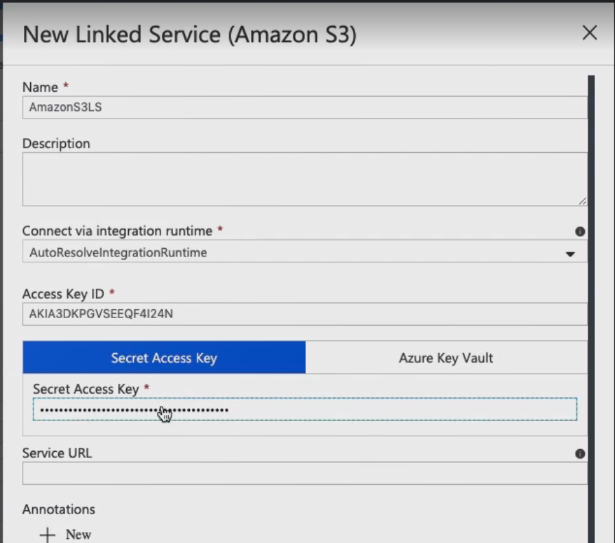 New Linked Service (Amazon S3)
Name *
AmazonS3LS
Description
Connect via integration runtime *
AutoResolveIntegrationRuntime
Access Key ID *
AKIA3DKPGVSEEQF4I24N
Secret Access Key
Azure Key Vault
Secret Access Key *
••••••••••••••••••••••••••••••••••••••••
Service URL
Annotations
+ New